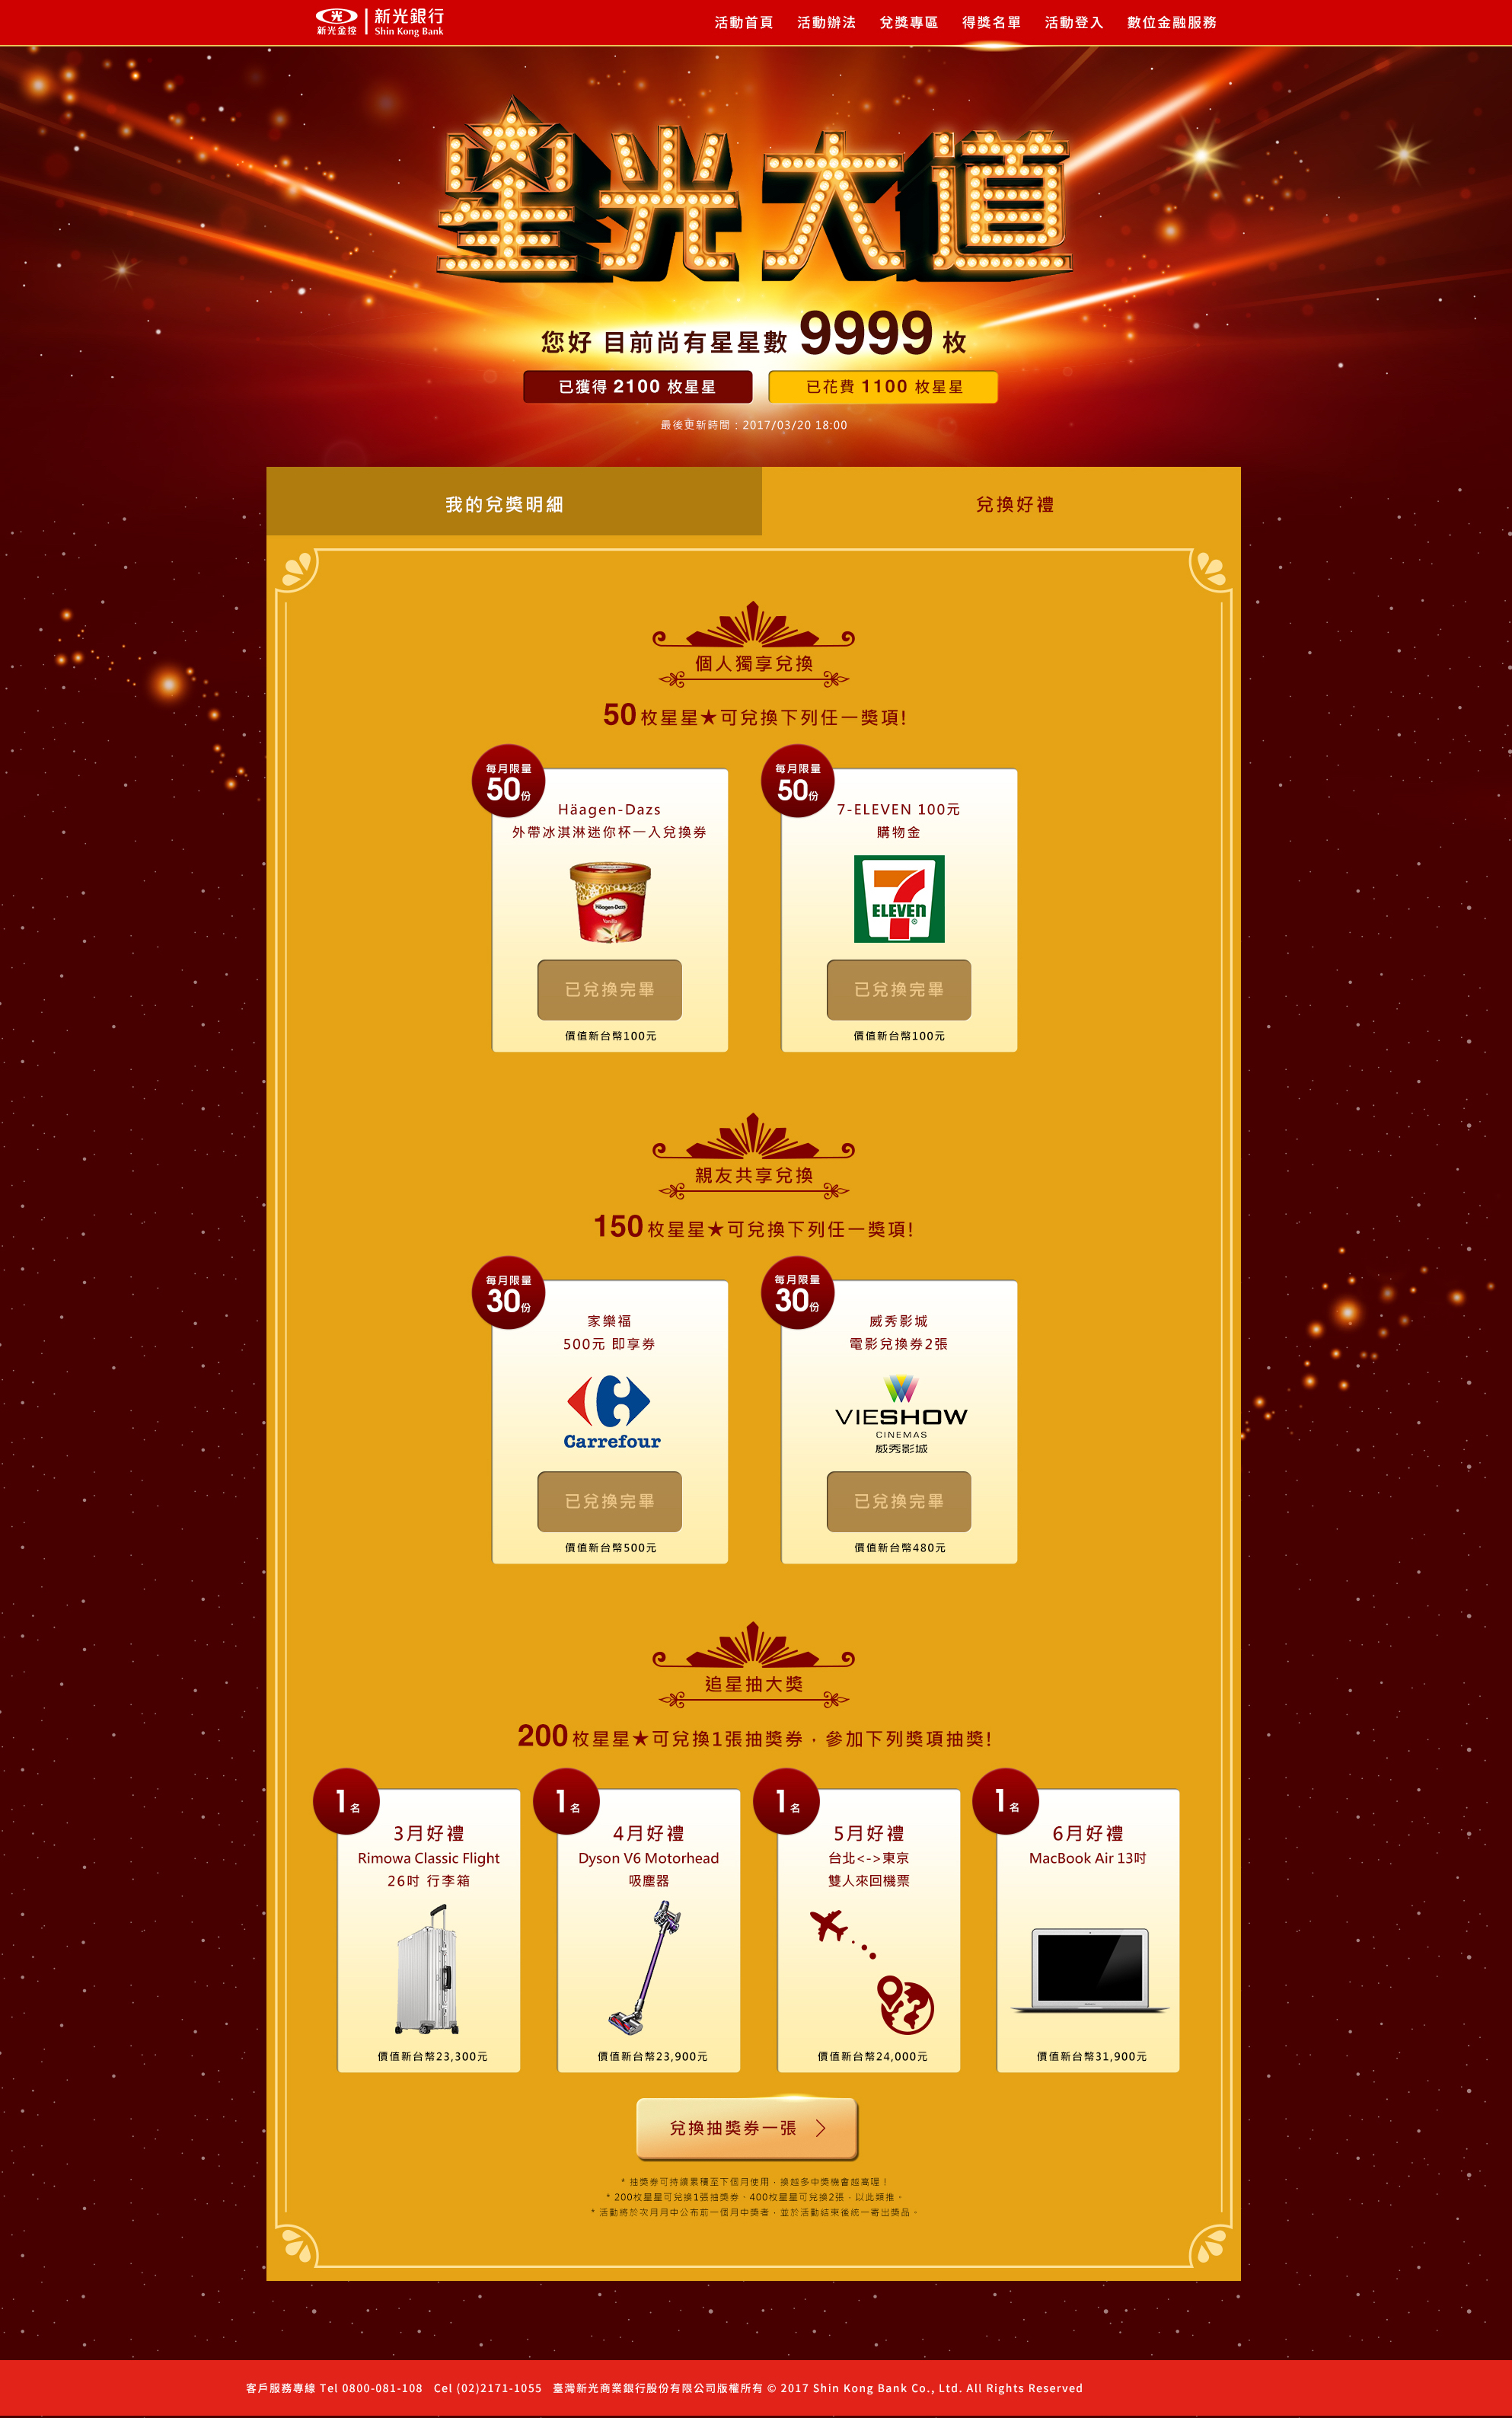 新光金控 新光銀行 Shin Kong Bank
活動首頁 活動辦法 兌獎專區 得獎名單 活動登入 數位金融服務
星光大道
您好 目前尚有星星數 9999 枚
已獲得 2100 枚星星 已花費 1100 枚星星
最後更新時間：2017/03/20 18:00
我的兌獎明細 兌換好禮
個人獨享兌換
50枚星星★可兌換下列任一獎項!
每月限量
50份
Häagen-Dazs
外帶冰淇淋迷你杯一入兌換券
Häagen-Dazs
已兌換完畢
價值新台幣100元
每月限量
50份
7-ELEVEN 100元
購物金
7 ELEVEN ®
已兌換完畢
價值新台幣100元
親友共享兌換
150枚星星★可兌換下列任一獎項!
每月限量
30份
家樂福
500元 即享券
Carrefour
已兌換完畢
價值新台幣500元
每月限量
30份
威秀影城
電影兌換券2張
VIESHOW
CINEMAS
威秀影城
已兌換完畢
價值新台幣480元
追星抽大獎
200枚星星★可兌換1張抽獎券，參加下列獎項抽獎!
1名
3月好禮
Rimowa Classic Flight
26吋 行李箱
價值新台幣23,300元
1名
4月好禮
Dyson V6 Motorhead
吸塵器
價值新台幣23,900元
1名
5月好禮
台北<->東京
雙人來回機票
價值新台幣24,000元
1名
6月好禮
MacBook Air 13吋
價值新台幣31,900元
兌換抽獎券一張
* 抽獎券可持續累積至下個月使用，換越多中獎機會越高喔！
* 200枚星星可兌換1張抽獎券、400枚星星可兌換2張，以此類推。
* 活動將於次月月中公布前一個月中獎者，並於活動結束後統一寄出獎品。
客戶服務專線 Tel 0800-081-108 Cel (02)2171-1055 臺灣新光商業銀行股份有限公司版權所有 © 2017 Shin Kong Bank Co., Ltd. All Rights Reserved